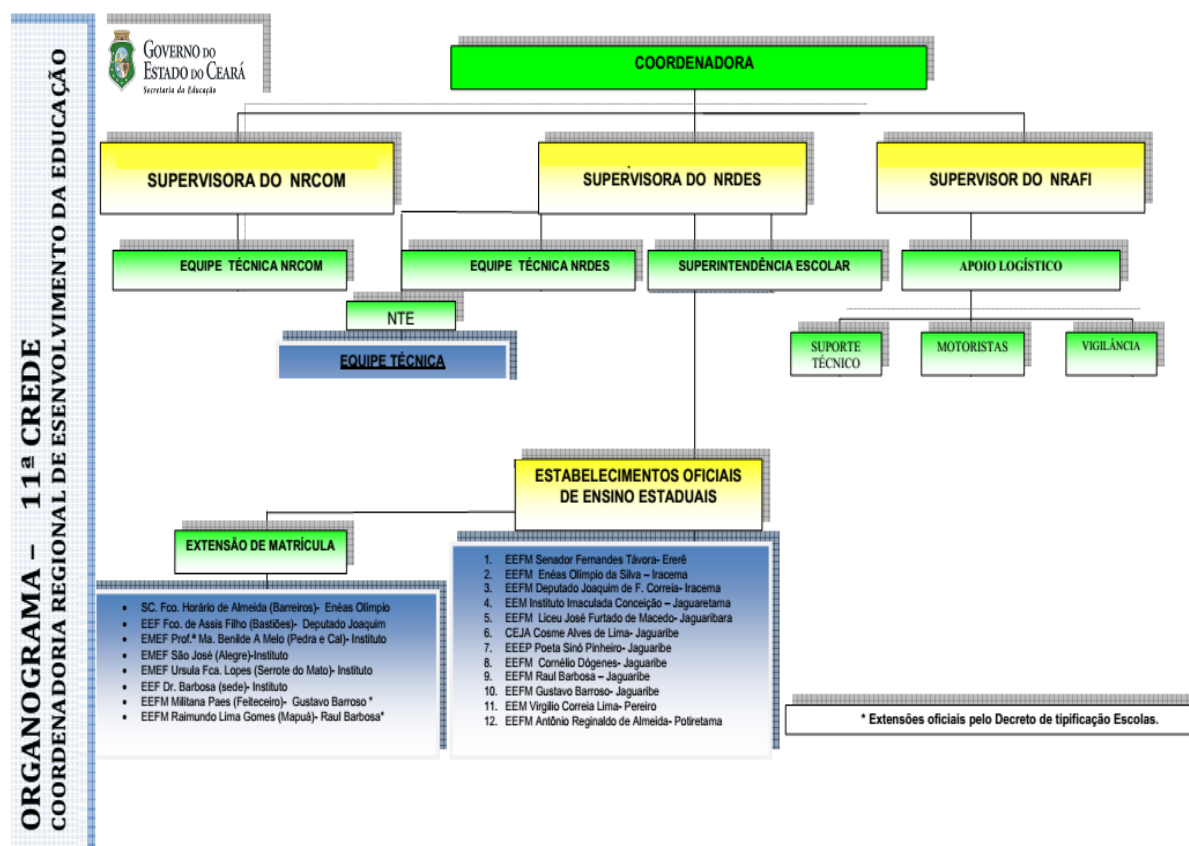 ORGANOGRAMA – 11ª CREDE
COORDENADORIA REGIONAL DE ESENVOLVIMENTO DA EDUCAÇÃO
GOVERNO DO
ESTADO DO CEARÁ
Secretaria da Educação
COORDENADORA
SUPERVISORA DO NRCOM
SUPERVISORA DO NRDES
SUPERVISOR DO NRAFI
EQUIPE TÉCNICA NRCOM
EQUIPE TÉCNICA NRDES
SUPERINTENDÊNCIA ESCOLAR
APOIO LOGÍSTICO
NTE
EQUIPE TÉCNICA
SUPORTE
TÉCNICO
MOTORISTAS
VIGILÂNCIA
ESTABELECIMENTOS OFICIAIS
DE ENSINO ESTADUAIS
EXTENSÃO DE MATRÍCULA
• SC. Fco. Horário de Almeida (Barreiros)- Enéas Olímpio
• EEF Fco. de Assis Filho (Bastiões)- Deputado Joaquim
• EMEF Prof.ª Ma. Benilde A Melo (Pedra e Cal)- Instituto
• EMEF São José (Alegre)-Instituto
• EMEF Ursula Fca. Lopes (Serrote do Mato)- Instituto
• EEF Dr. Barbosa (sede)- Instituto
• EEFM Militana Paes (Feiteceiro)- Gustavo Barroso *
• EEFM Raimundo Lima Gomes (Mapuá)- Raul Barbosa*
1. EEFM Senador Fernandes Távora- Ererê
2. EEFM Enéas Olímpio da Silva – Iracema
3. EEFM Deputado Joaquim de F. Correia- Iracema
4. EEM Instituto Imaculada Conceição – Jaguaretama
5. EEFM Liceu José Furtado de Macedo- Jaguaribara
6. CEJA Cosme Alves de Lima- Jaguaribe
7. EEEP Poeta Sinó Pinheiro- Jaguaribe
8. EEFM Cornélio Dógenes- Jaguaribe
9. EEFM Raul Barbosa – Jaguaribe
10. EEFM Gustavo Barroso- Jaguaribe
11. EEM Virgilio Correia Lima- Pereiro
12. EEFM Antônio Reginaldo de Almeida- Potiretama
* Extensões oficiais pelo Decreto de tipificação Escolas.